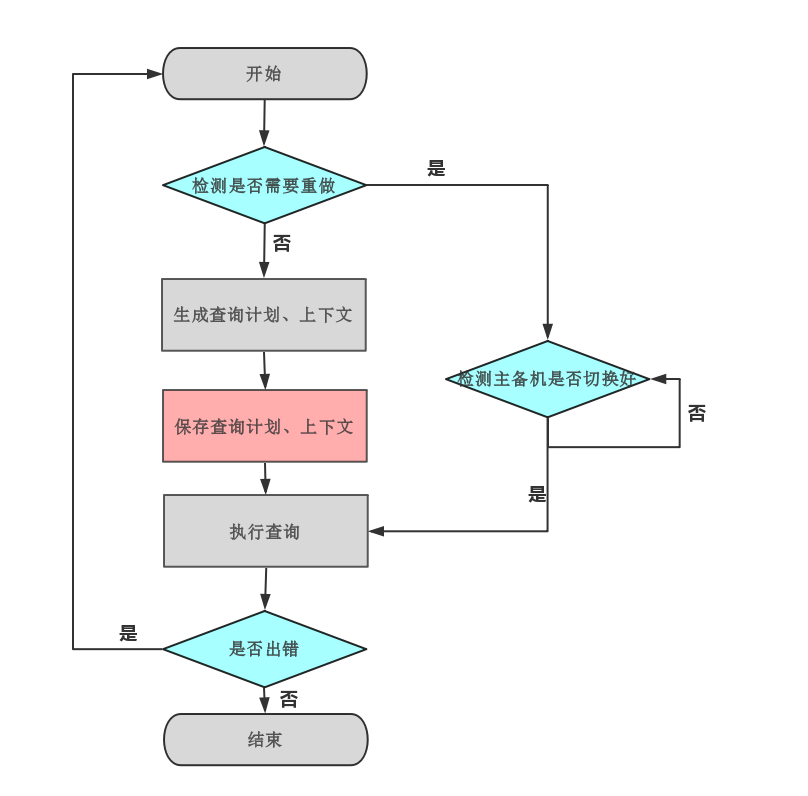 开始
检测是否需要重做
是
否
生成查询计划、上下文
检测主备机是否切换好
否
保存查询计划、上下文
是
执行查询
是
是否出错
否
结束